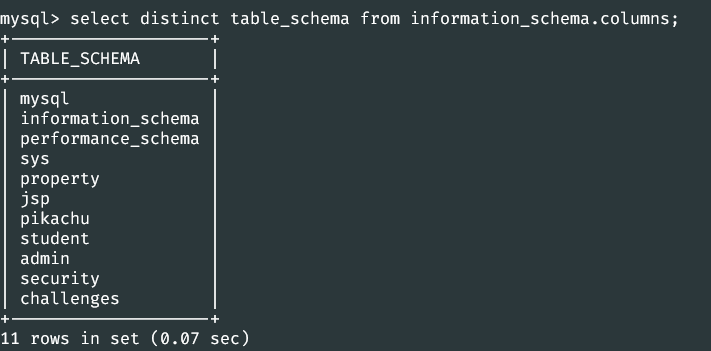 mysql> select distinct table_schema from information_schema.columns;
+--------------------+
| TABLE_SCHEMA       |
+--------------------+
| mysql              |
| information_schema |
| performance_schema |
| sys                |
| property           |
| jsp                |
| pikachu            |
| student            |
| admin              |
| security           |
| challenges         |
+--------------------+
11 rows in set (0.07 sec)